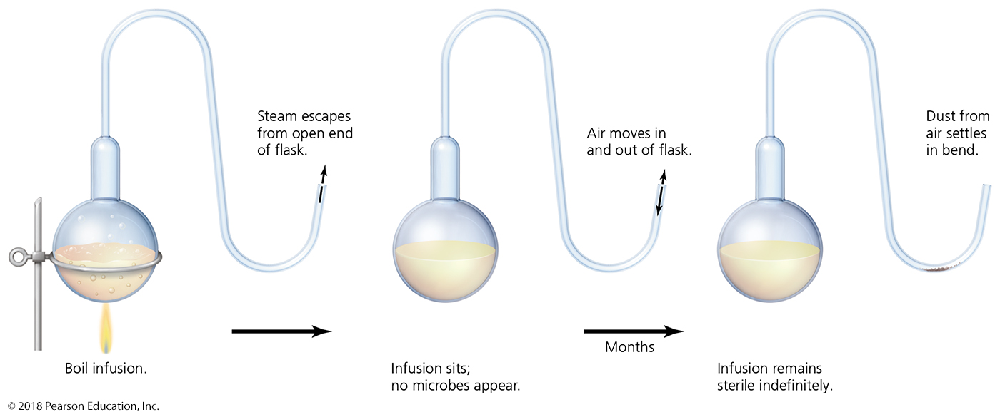 Steam escapes
from open end
of flask.
Air moves in
and out of flask.
Dust from
air settles
in bend.
Months
Boil infusion.
Infusion sits;
no microbes appear.
Infusion remains
sterile indefinitely.
© 2018 Pearson Education, Inc.